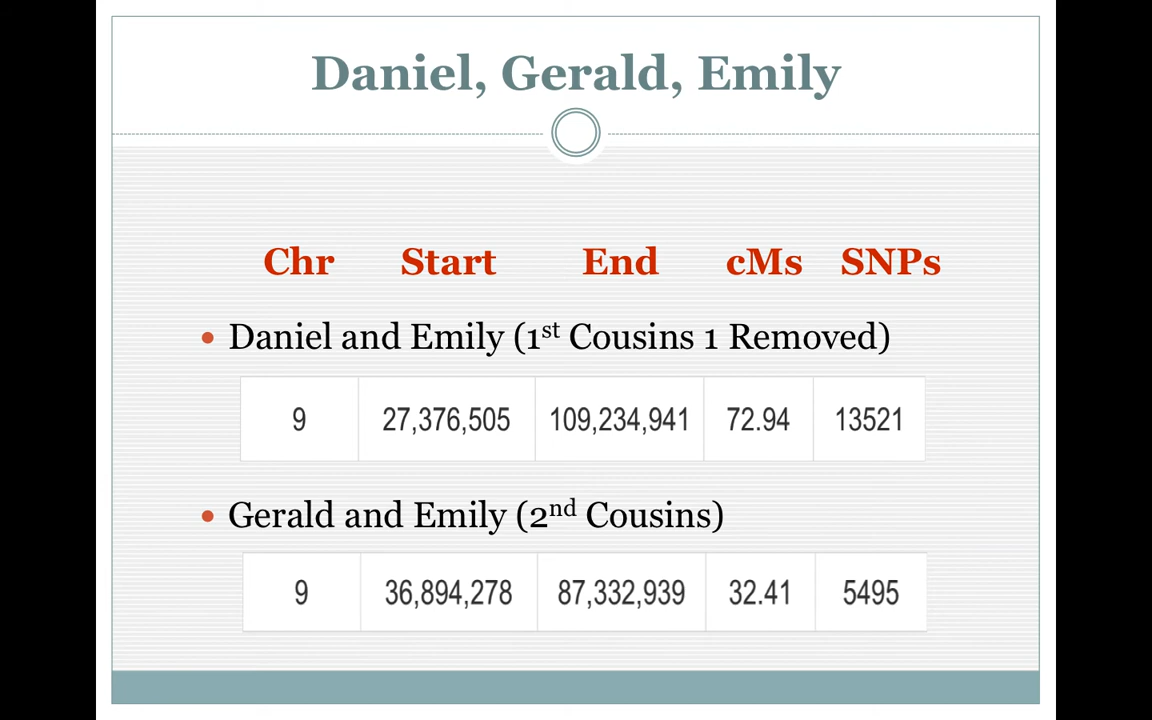 Daniel, Gerald, Emily
Chr Start End cMs SNPs
• Daniel and Emily (1st Cousins 1 Removed)
9 27,376,505 109,234,941 72.94 13521
• Gerald and Emily (2nd Cousins)
9 36,894,278 87,332,939 32.41 5495